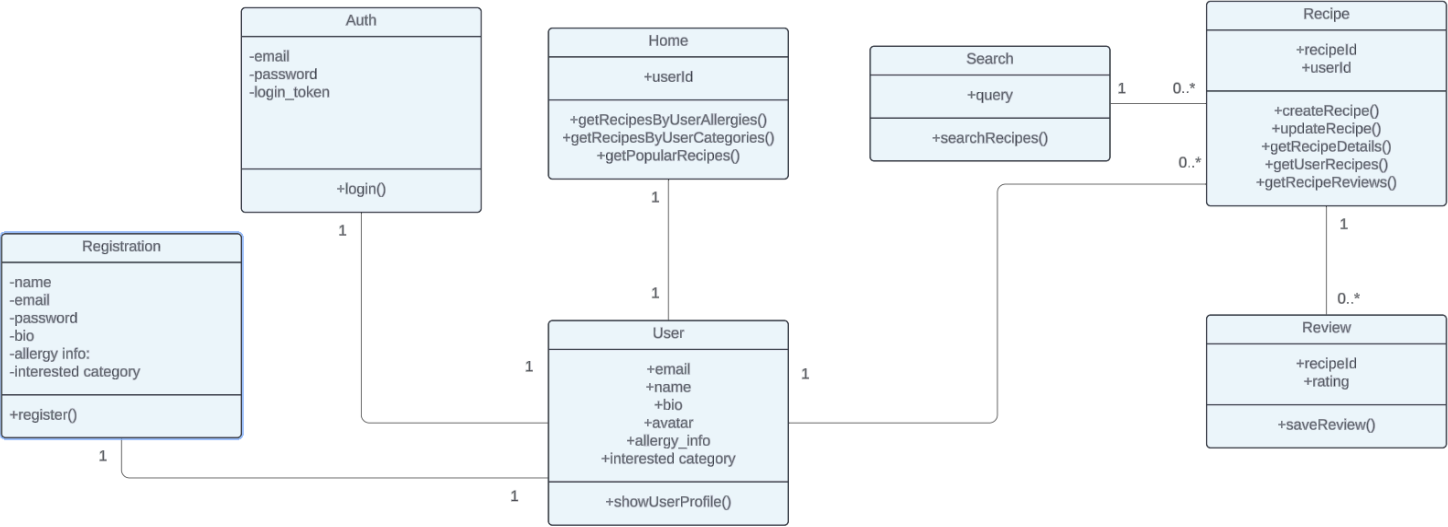 Auth
-email
-password
-login_token
+login()
1
Home
+userId
+getRecipesByUserAllergies()
+getRecipesByUserCategories()
+getPopularRecipes()
1
1
Search
+query
+searchRecipes()
1
0..*
Recipe
+recipeId
+userId
+createRecipe()
+updateRecipe()
+getRecipeDetails()
+getUserRecipes()
+getRecipeReviews()
0..*
1
0..*
Registration
-name
-email
-password
-bio
-allergy info:
-interested category
+register()
1
1
1
User
+email
+name
+bio
+avatar
+allergy_info
+interested category
+showUserProfile()
1
Review
+recipeId
+rating
+saveReview()